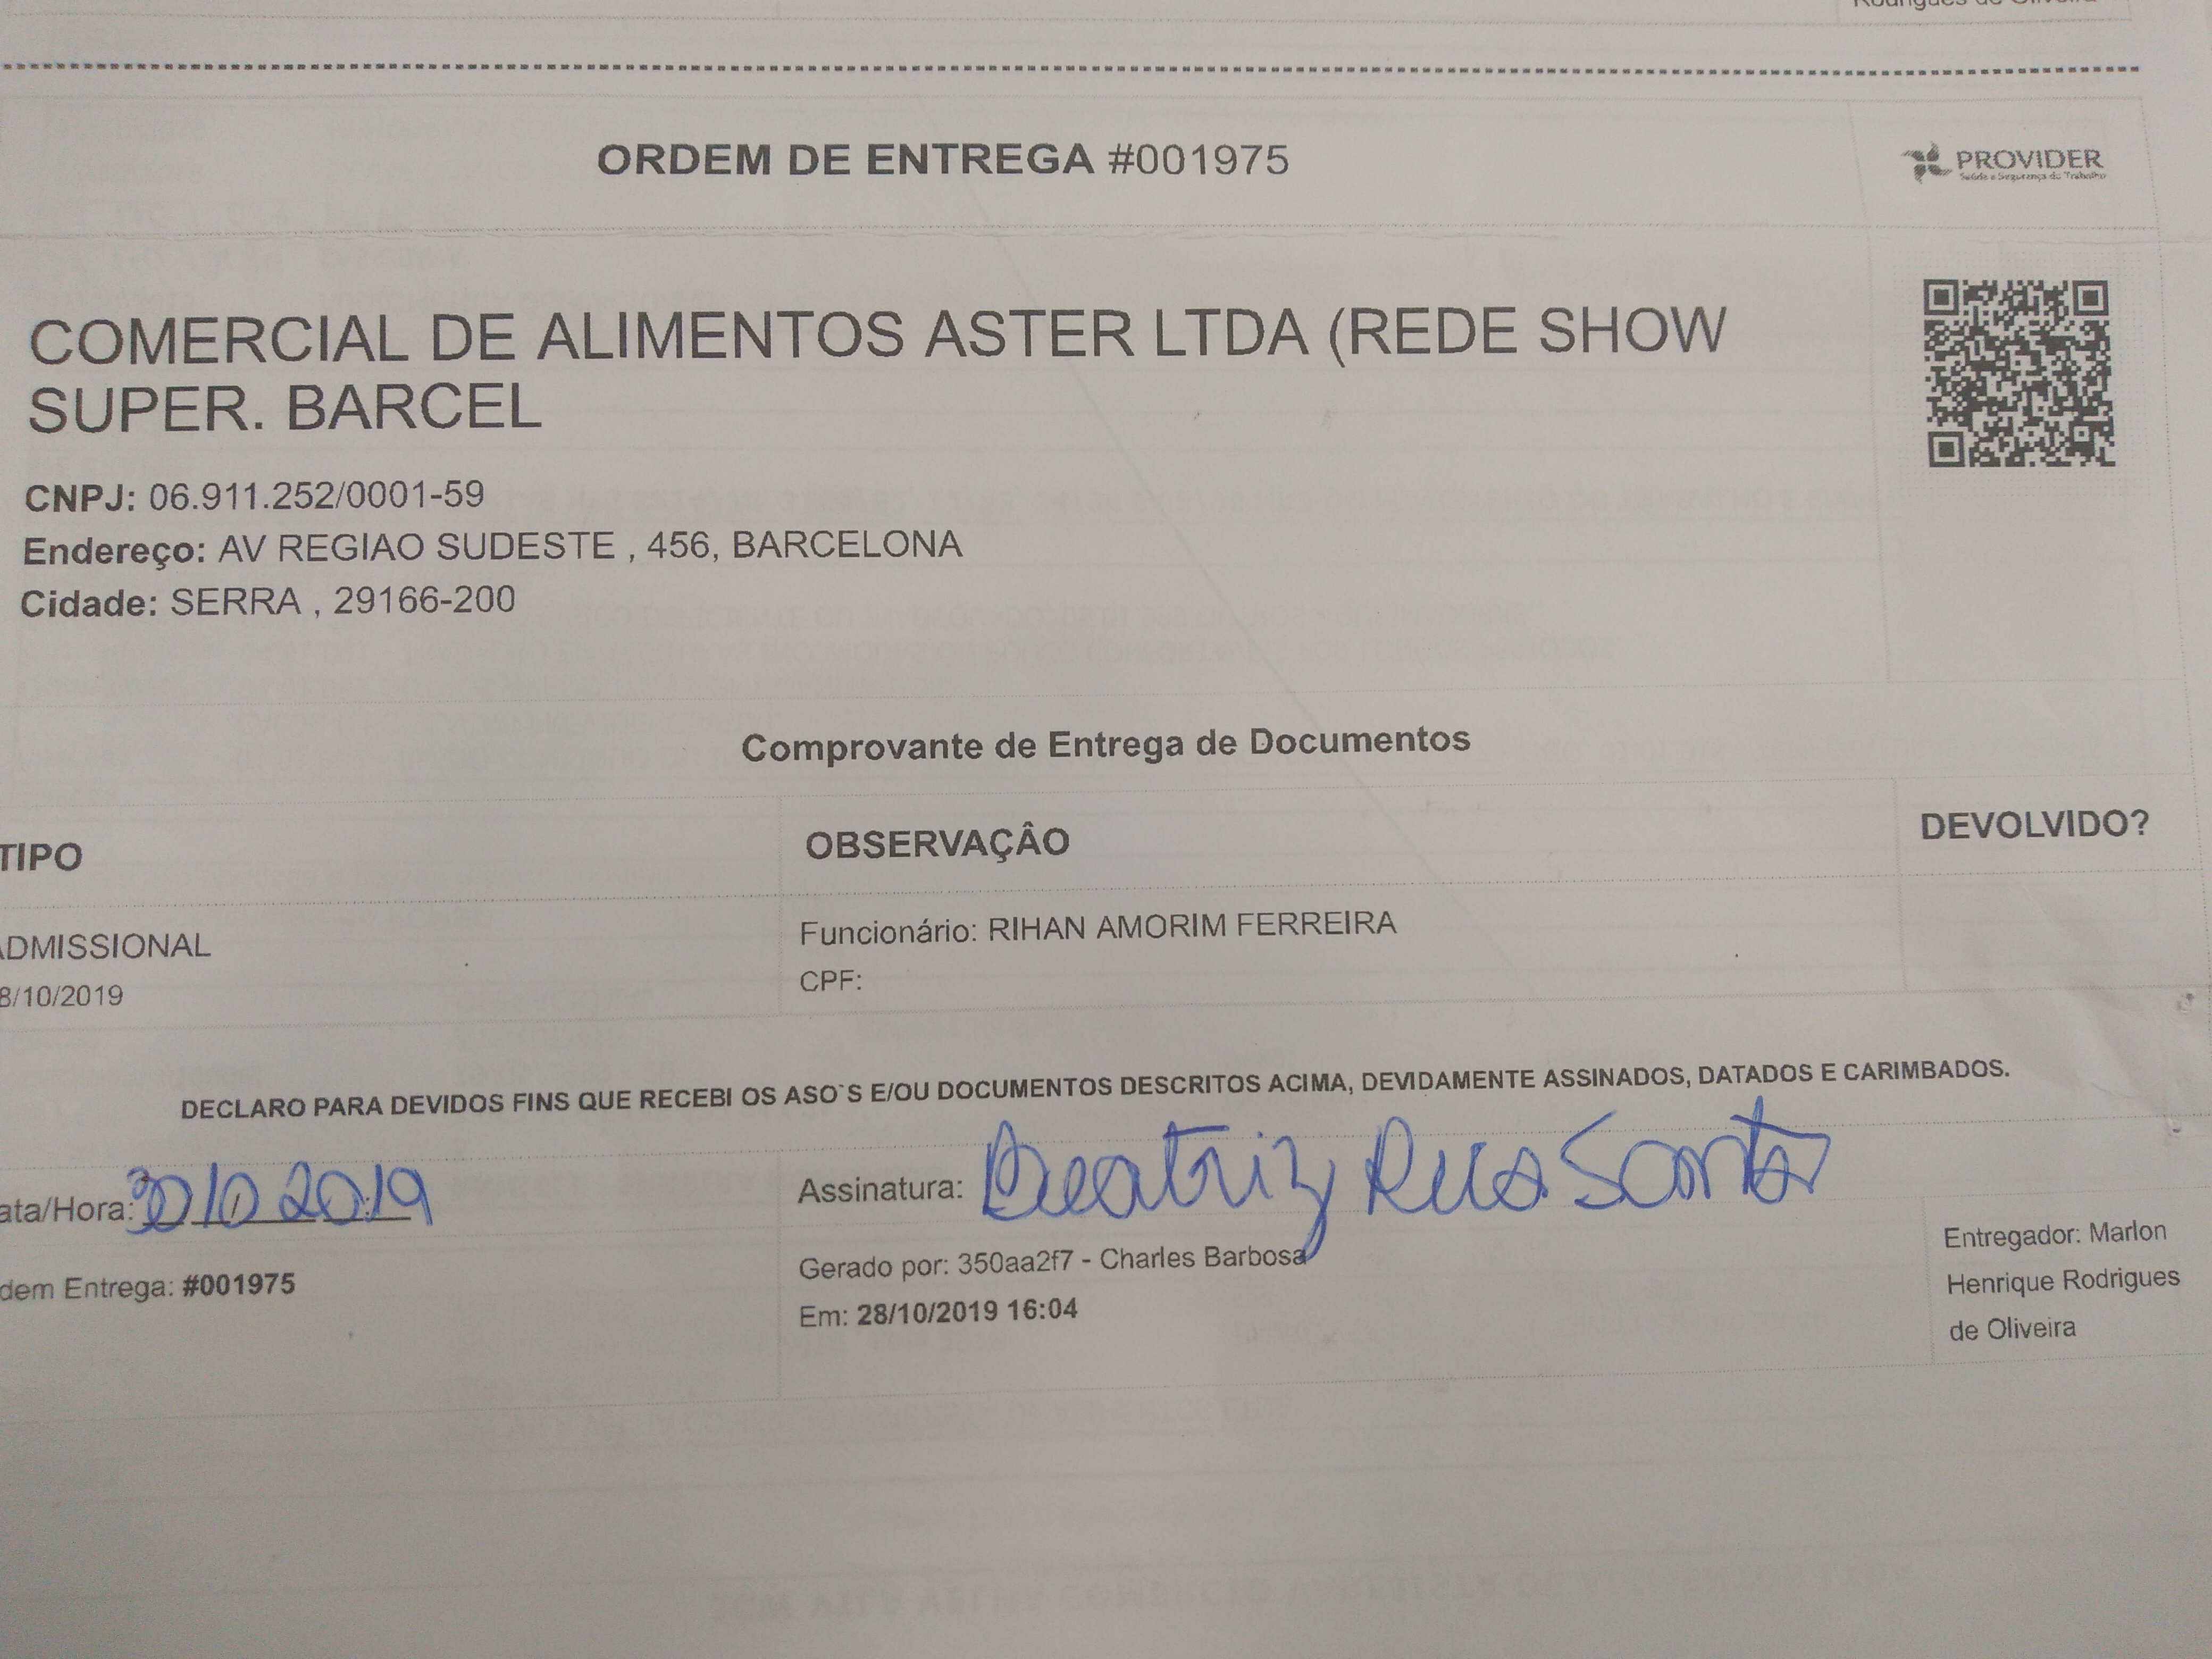 ORDEM DE ENTREGA #001975
PROVIDER
Saúde e Segurança do Trabalho
COMERCIAL DE ALIMENTOS ASTER LTDA (REDE SHOW
SUPER. BARCEL
CNPJ: 06.911.252/0001-59
Endereço: AV REGIAO SUDESTE , 456, BARCELONA
Cidade: SERRA , 29166-200
Comprovante de Entrega de Documentos
TIPO OBSERVAÇÂO DEVOLVIDO?
ADMISSIONAL
8/10/2019
Funcionário: RIHAN AMORIM FERREIRA
CPF:
DECLARO PARA DEVIDOS FINS QUE RECEBI OS ASO`S E/OU DOCUMENTOS DESCRITOS ACIMA, DEVIDAMENTE ASSINADOS, DATADOS E CARIMBADOS.
ata/Hora: 30/10 2019
Assinatura: Beatriz Santos
dem Entrega: #001975
Gerado por: 350aa2f7 - Charles Barbosa
Em: 28/10/2019 16:04
Entregador: Marlon
Henrique Rodrigues
de Oliveira